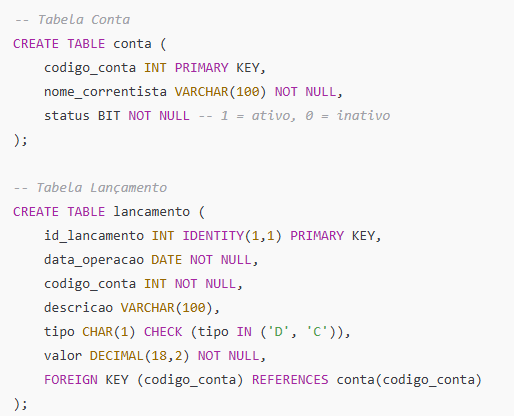 -- Tabela Conta
CREATE TABLE conta (
    codigo_conta INT PRIMARY KEY,
    nome_correntista VARCHAR(100) NOT NULL,
    status BIT NOT NULL -- 1 = ativo, 0 = inativo
);

-- Tabela Lançamento
CREATE TABLE lancamento (
    id_lancamento INT IDENTITY(1,1) PRIMARY KEY,
    data_operacao DATE NOT NULL,
    codigo_conta INT NOT NULL,
    descricao VARCHAR(100),
    tipo CHAR(1) CHECK (tipo IN ('D', 'C')),
    valor DECIMAL(18,2) NOT NULL,
    FOREIGN KEY (codigo_conta) REFERENCES conta(codigo_conta)
);